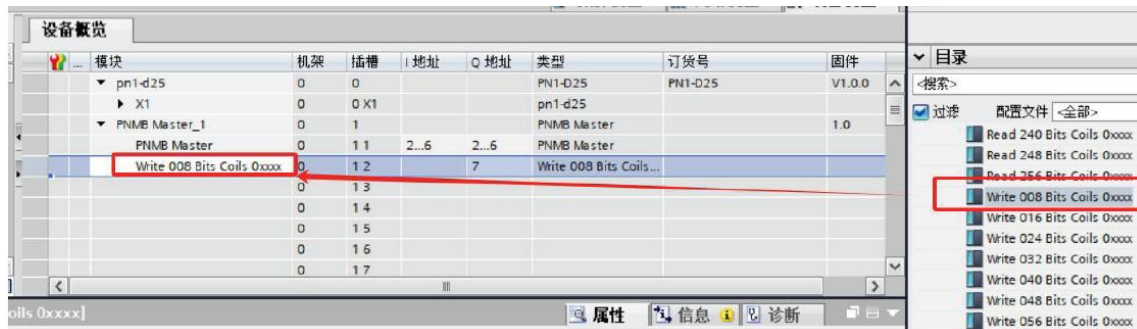 设备概览
... 模块 机架 插槽 I 地址 Q 地址 类型 订货号 固件
pn1-d25 0 0 PN1-D25 PN1-D25 V1.0.0
X1 0 0 X1 pn1-d25
PNMB Master_1 0 1 PNMB Master 1.0
PNMB Master 0 1 1 2...6 2...6 PNMB Master
Write 008 Bits Coils 0xxxx 0 1 2 7 Write 008 Bits Coils...
0 1 3
0 1 4
0 1 5
0 1 6
0 1 7
oils 0xxxx]
属性 信息 诊断
目录
<搜索>
过滤 配置文件 <全部>
Read 240 Bits Coils 0xxxx
Read 248 Bits Coils 0xxxx
Read 256 Bits Coils 0xxxx
Write 008 Bits Coils 0xxxx
Write 016 Bits Coils 0xxxx
Write 024 Bits Coils 0xxxx
Write 032 Bits Coils 0xxxx
Write 040 Bits Coils 0xxxx
Write 048 Bits Coils 0xxxx
Write 056 Bits Coils 0xxxx